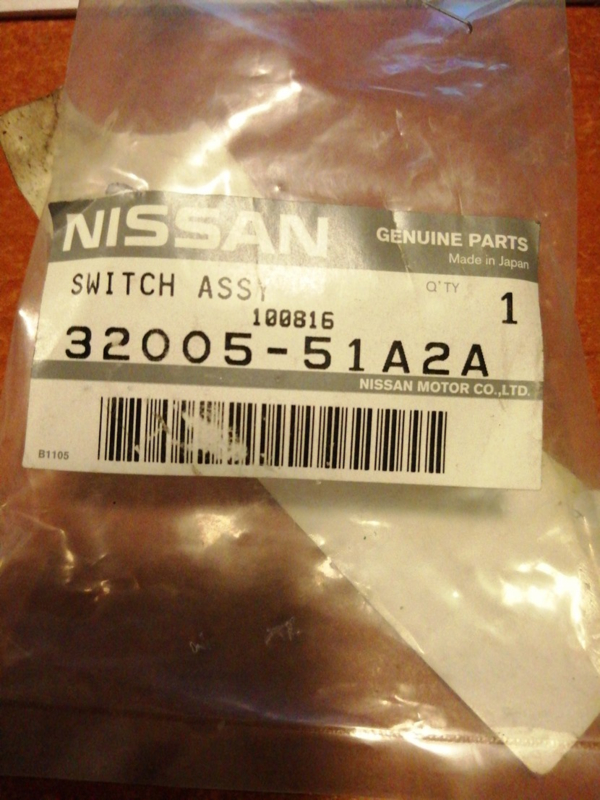 NISSAN
GENUINE PARTS
Made in Japan
SWITCH ASSY
Q'TY
1
100816
32005-51A2A
NISSAN MOTOR CO.,LTD.
B1105